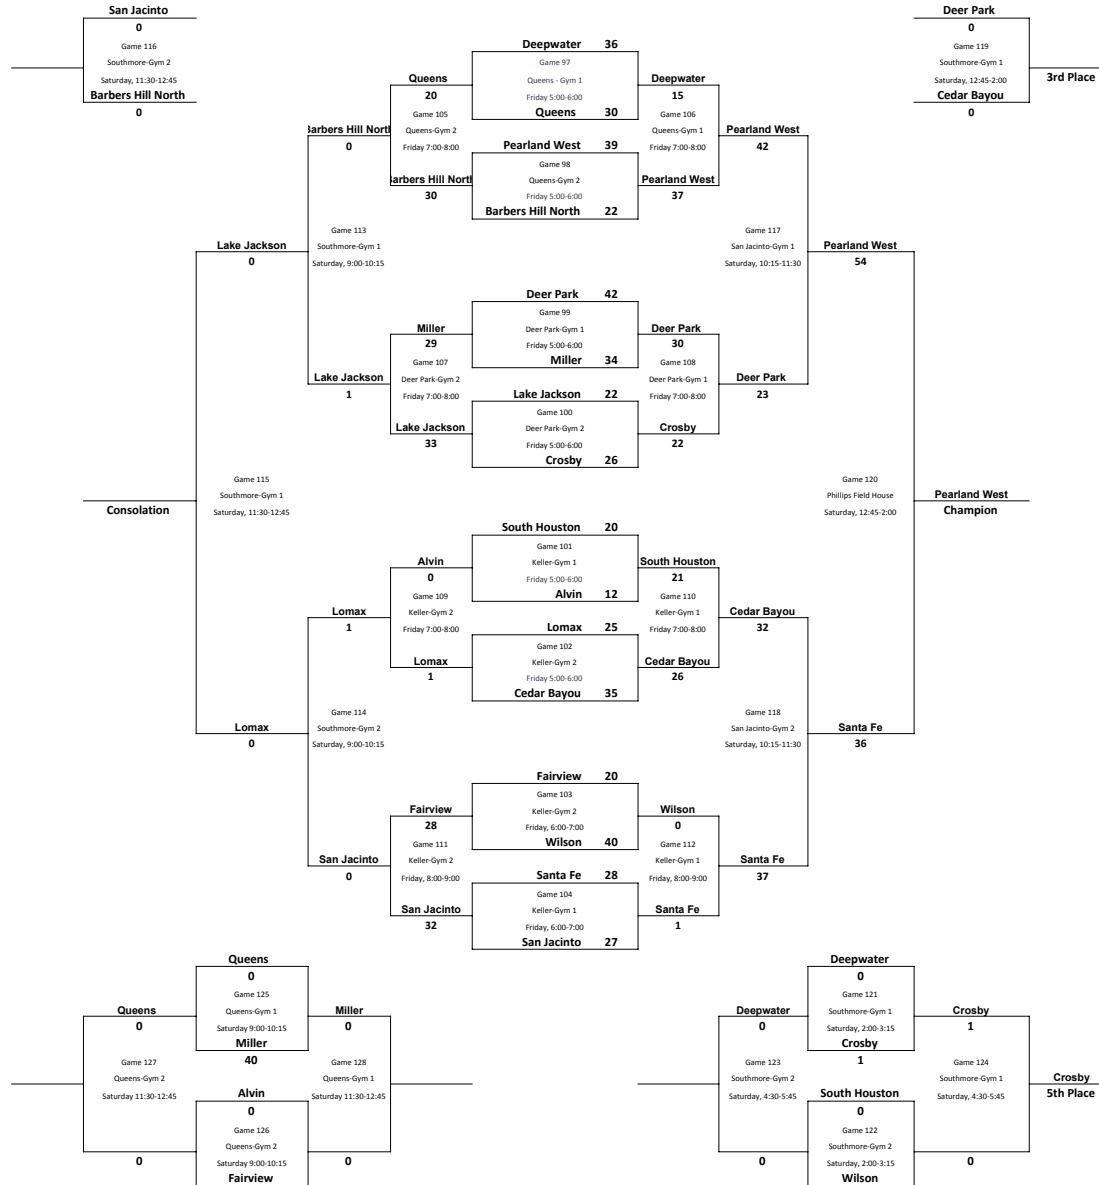 San Jacinto
0
Game 116
Southmore-Gym 2
Saturday, 11:30-12:45
Barbers Hill North
0
Deer Park
0
Game 119
Southmore-Gym 1
Saturday, 12:45-2:00
3rd Place
Cedar Bayou
0
Deepwater 36
Game 97
Queens - Gym 1
Friday 5:00-6:00
Queens 30
Queens
20
Game 105
Queens-Gym 2
Friday 7:00-8:00
Barbers Hill North
30
Deepwater
15
Game 106
Queens-Gym 1
Friday 7:00-8:00
Pearland West
37
Pearland West 39
Game 98
Queens-Gym 2
Friday 5:00-6:00
Barbers Hill North 22
Barbers Hill North
0
Game 113
Southmore-Gym 1
Saturday, 9:00-10:15
Lake Jackson
1
Pearland West
42
Game 117
San Jacinto-Gym 1
Saturday, 10:15-11:30
Deer Park
23
Lake Jackson
0
Pearland West
54
Deer Park 42
Game 99
Deer Park-Gym 1
Friday 5:00-6:00
Miller 34
Miller
29
Game 107
Deer Park-Gym 2
Friday 7:00-8:00
Lake Jackson
33
Deer Park
30
Game 108
Deer Park-Gym 1
Friday 7:00-8:00
Crosby
22
Lake Jackson 22
Game 100
Deer Park-Gym 2
Friday 5:00-6:00
Crosby 26
Game 115
Southmore-Gym 1
Saturday, 11:30-12:45
Consolation
Game 120
Phillips Field House
Saturday, 12:45-2:00
Pearland West
Champion
South Houston 20
Game 101
Keller-Gym 1
Friday 5:00-6:00
Alvin 12
Alvin
0
Game 109
Keller-Gym 2
Friday 7:00-8:00
Lomax
1
South Houston
21
Game 110
Keller-Gym 1
Friday 7:00-8:00
Cedar Bayou
26
Lomax 25
Game 102
Keller-Gym 2
Friday 5:00-6:00
Cedar Bayou 35
Lomax
1
Game 114
Southmore-Gym 2
Saturday, 9:00-10:15
San Jacinto
0
Cedar Bayou
32
Game 118
San Jacinto-Gym 2
Saturday, 10:15-11:30
Santa Fe
37
Lomax
0
Santa Fe
36
Fairview 20
Game 103
Keller-Gym 2
Friday, 6:00-7:00
Wilson 40
Fairview
28
Game 111
Keller-Gym 2
Friday, 8:00-9:00
San Jacinto
32
Wilson
0
Game 112
Keller-Gym 1
Friday, 8:00-9:00
Santa Fe
1
Santa Fe 28
Game 104
Keller-Gym 1
Friday, 6:00-7:00
San Jacinto 27
Queens
0
Game 125
Queens-Gym 1
Saturday 9:00-10:15
Miller
40
Queens
0
Game 127
Queens-Gym 2
Saturday 11:30-12:45
0
Miller
0
Game 128
Queens-Gym 1
Saturday 11:30-12:45
0
Alvin
0
Game 126
Queens-Gym 2
Saturday 9:00-10:15
Fairview
Deepwater
0
Game 121
Southmore-Gym 1
Saturday, 2:00-3:15
Crosby
1
Deepwater
0
Game 123
Southmore-Gym 2
Saturday, 4:30-5:45
0
Crosby
1
Game 124
Southmore-Gym 1
Saturday, 4:30-5:45
0
Crosby
5th Place
South Houston
0
Game 122
Southmore-Gym 2
Saturday, 2:00-3:15
Wilson